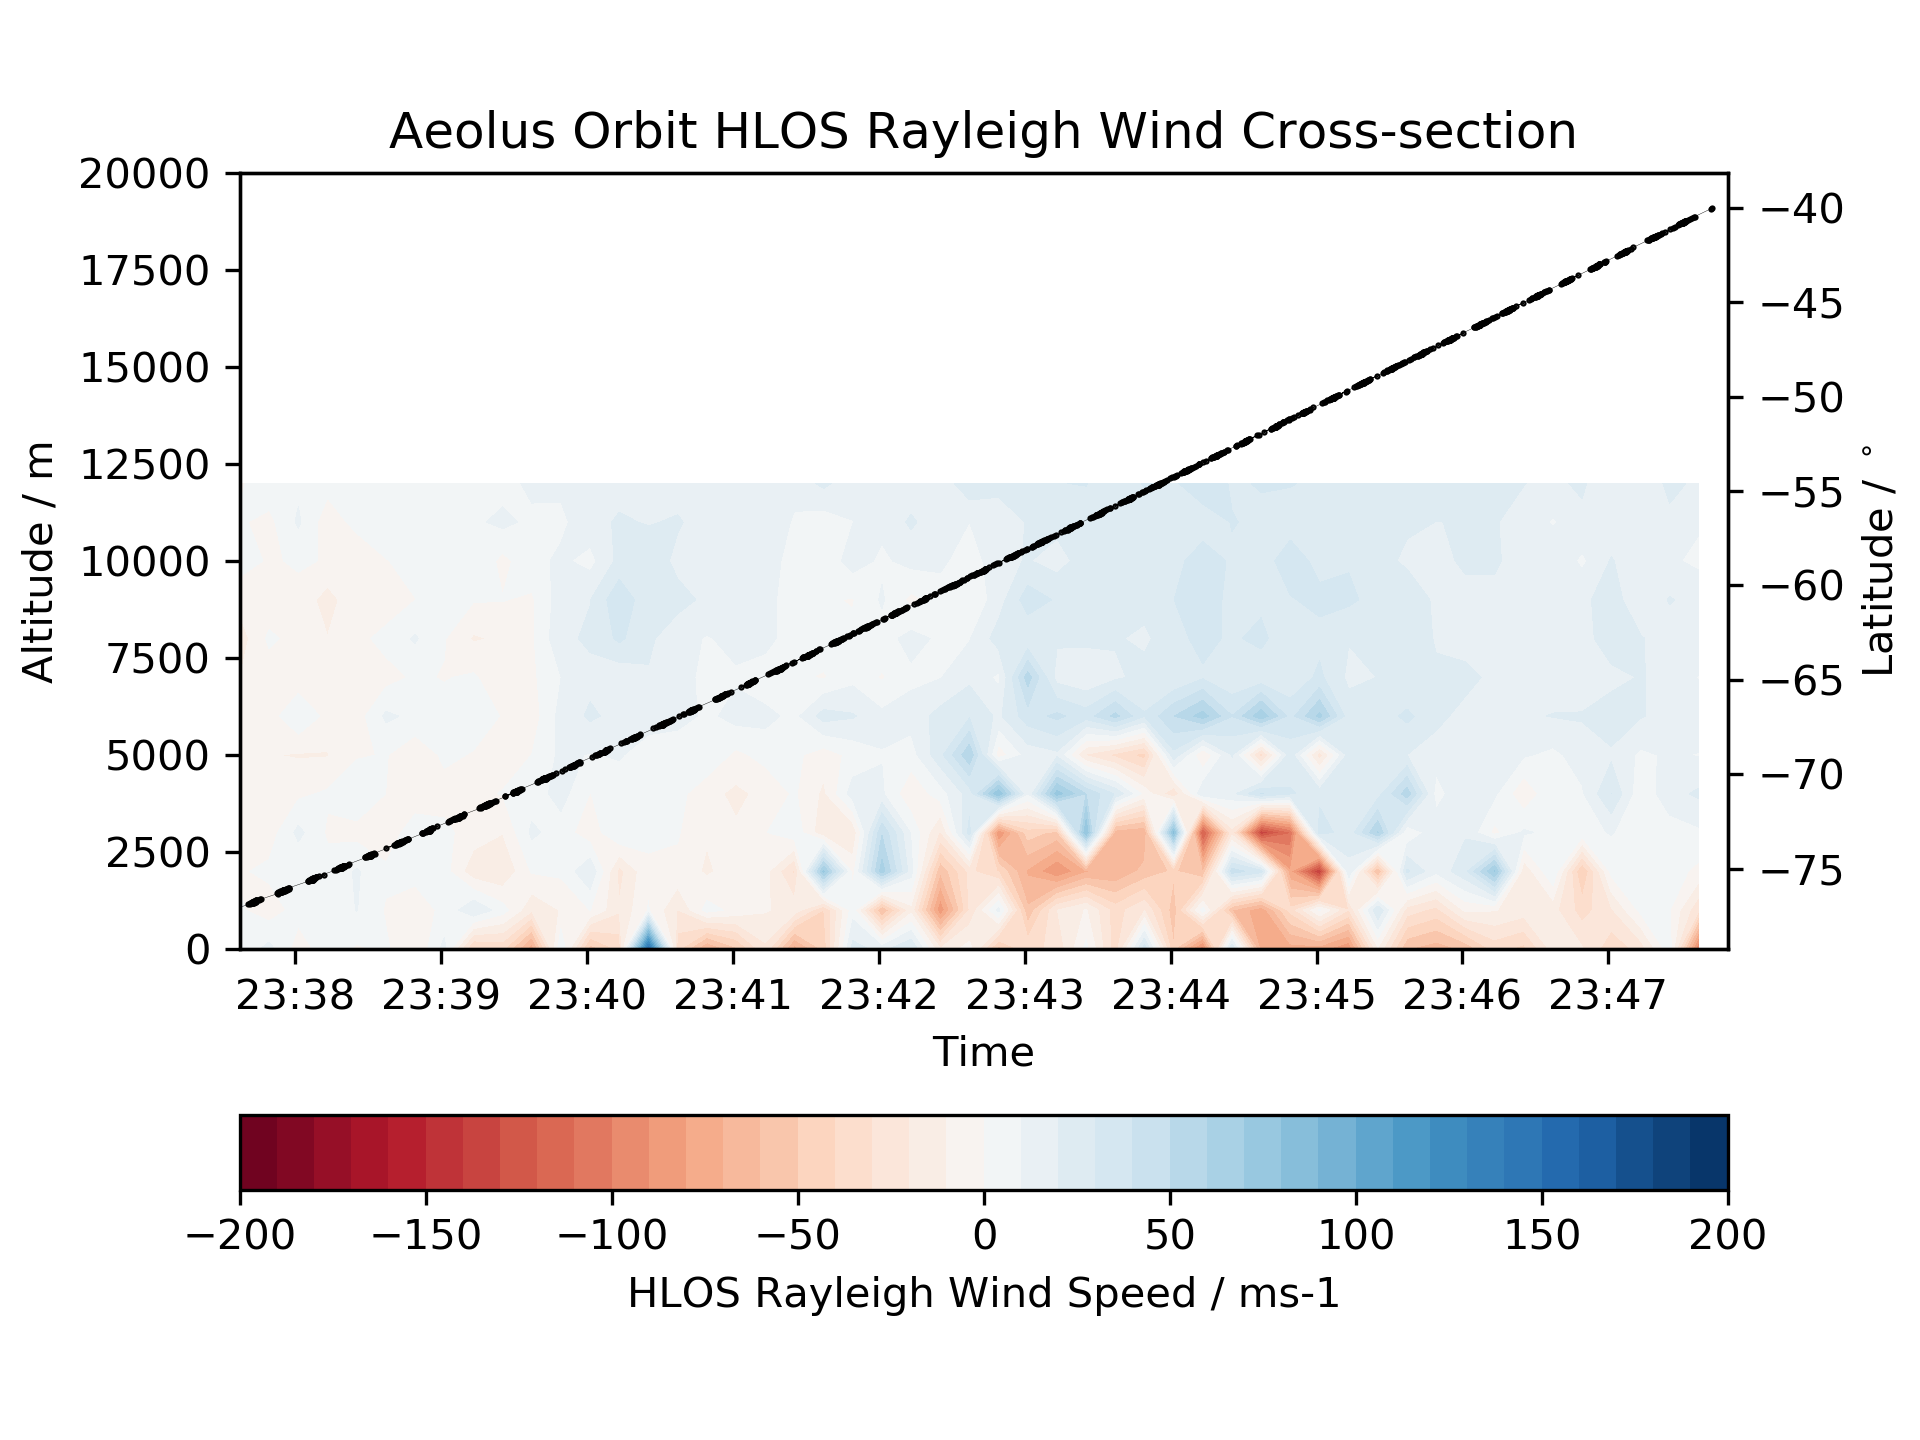 Aeolus Orbit HLOS Rayleigh Wind Cross-section
20000
17500
15000
12500
10000
7500
5000
2500
0
Altitude / m
−40
−45
−50
−55
−60
−65
−70
−75
Latitude / °
23:38 23:39 23:40 23:41 23:42 23:43 23:44 23:45 23:46 23:47
Time
−200 −150 −100 −50 0 50 100 150 200
HLOS Rayleigh Wind Speed / ms-1